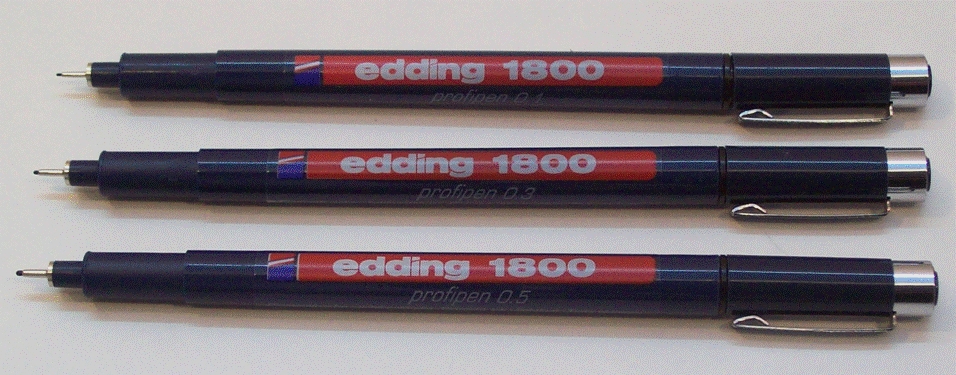 edding 1800
profipen 0.1
edding 1800
profipen 0.3
edding 1800
profipen 0.5